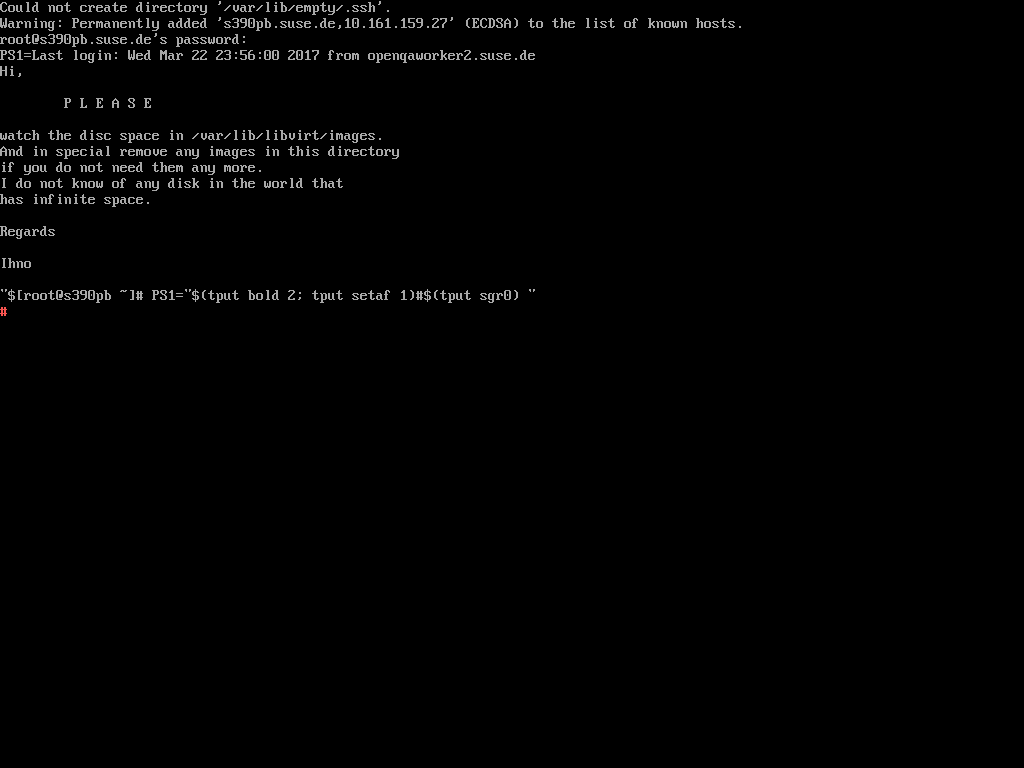 Could not create directory '/var/lib/empty/.ssh'.
Warning: Permanently added 's390pb.suse.de,10.161.159.27' (ECDSA) to the list of known hosts.
root@s390pb.suse.de's password:
PS1=Last login: Wed Mar 22 23:56:00 2017 from openqaworker2.suse.de
Hi,
P L E A S E
watch the disc space in /var/lib/libvirt/images.
And in special remove any images in this directory
if you do not need them any more.
I do not know of any disk in the world that
has infinite space.
Regards
Ihno
"$[root@s390pb ~]# PS1="$(tput bold 2; tput setaf 1)#$(tput sgr0) "
#